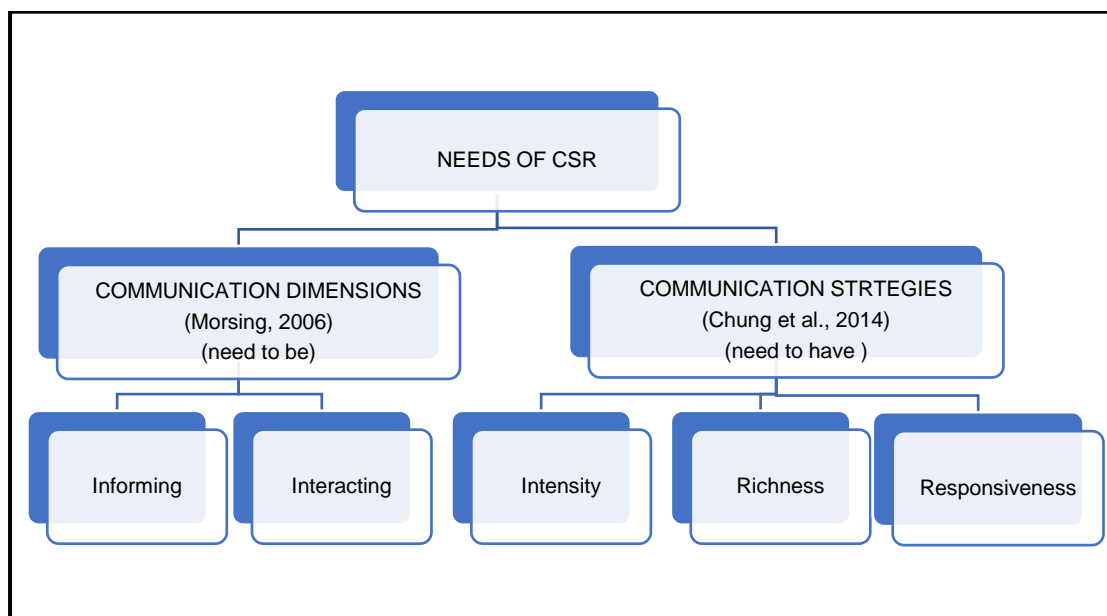 NEEDS OF CSR
COMMUNICATION DIMENSIONS
(Morsing, 2006)
(need to be)
COMMUNICATION STRTEGIES
(Chung et al., 2014)
(need to have )
Informing
Interacting
Intensity
Richness
Responsiveness